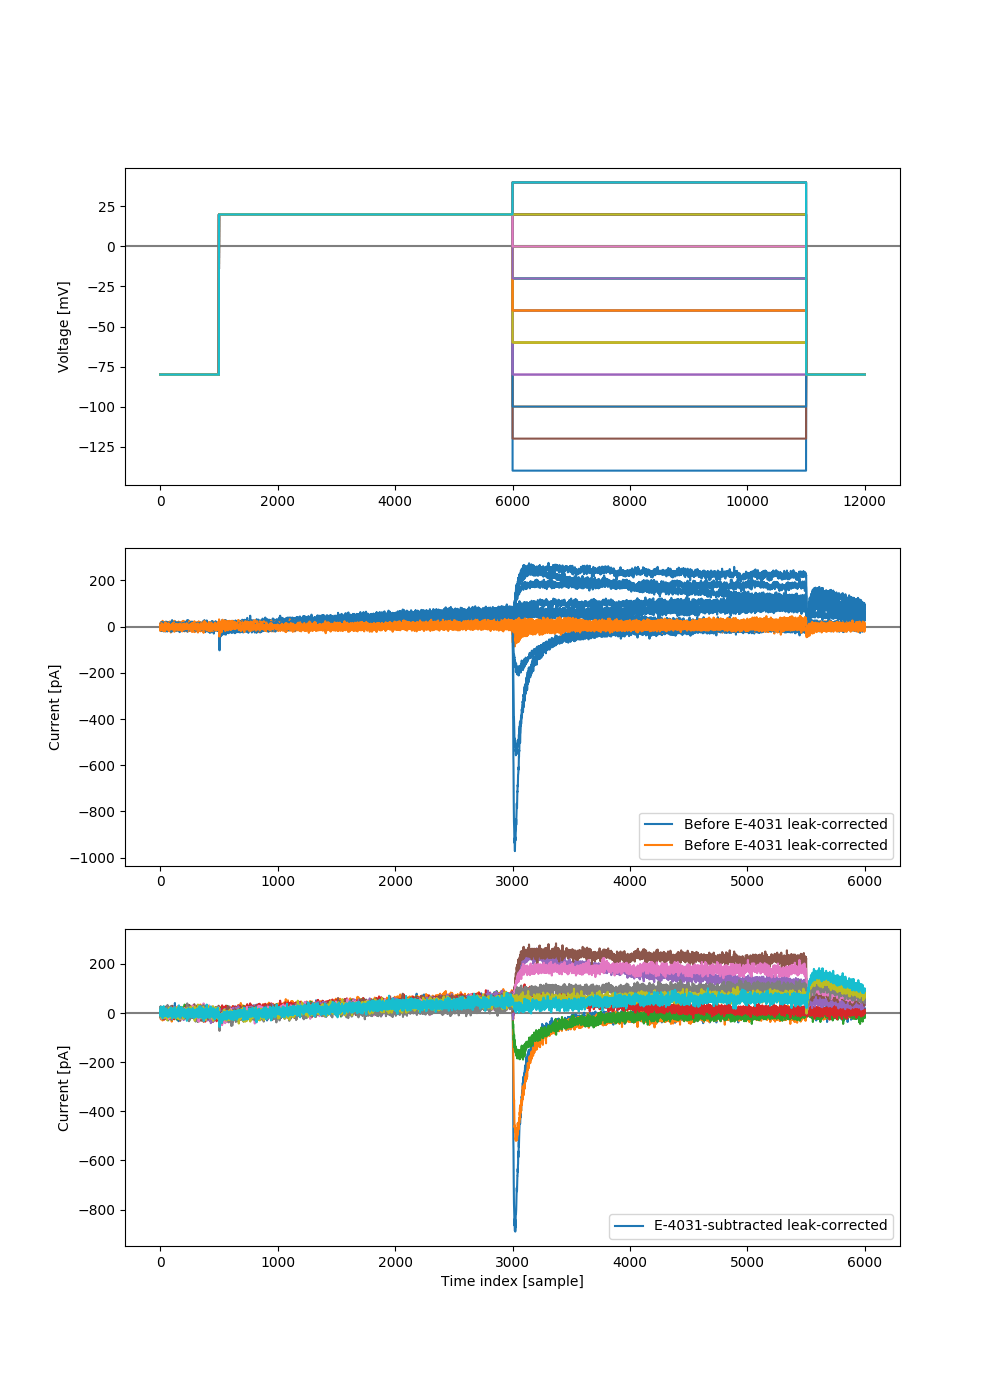 25
0
−25
−50
−75
−100
−125
Voltage [mV]
0 2000 4000 6000 8000 10000 12000
200
0
−200
−400
−600
−800
−1000
Current [pA]
Before E-4031 leak-corrected
Before E-4031 leak-corrected
0 1000 2000 3000 4000 5000 6000
200
0
−200
−400
−600
−800
Current [pA]
E-4031-subtracted leak-corrected
0 1000 2000 3000 4000 5000 6000
Time index [sample]